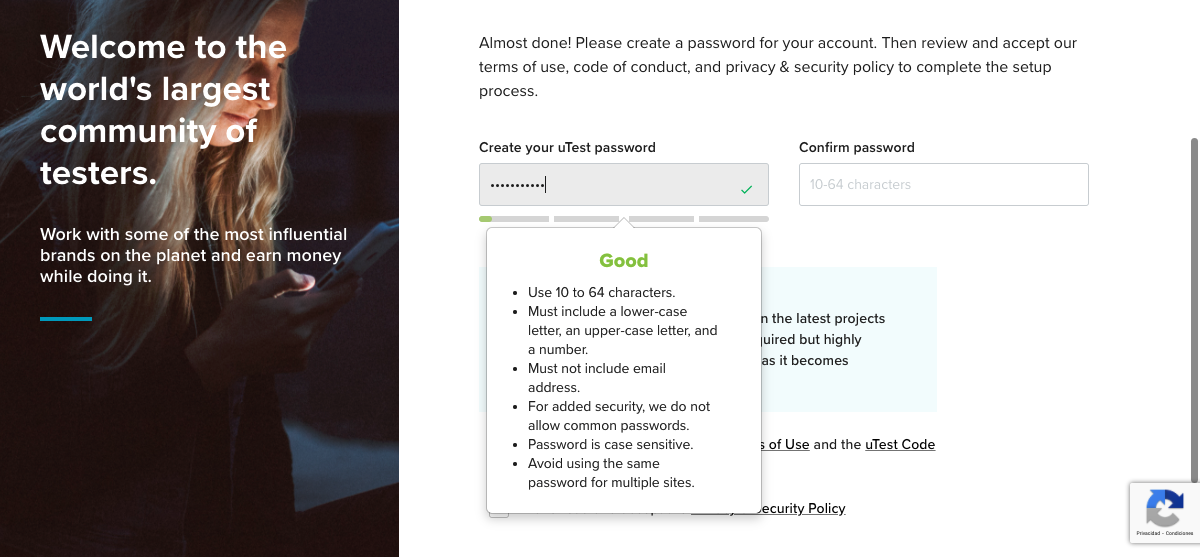 Welcome to the
world's largest
community of
testers.
Work with some of the most influential
brands on the planet and earn money
while doing it.
Almost done! Please create a password for your account. Then review and accept our
terms of use, code of conduct, and privacy & security policy to complete the setup
process.
Create your uTest password
•••••••••••
Confirm password
10-64 characters
Good
• Use 10 to 64 characters.
• Must include a lower-case
letter, an upper-case letter, and
a number.
• Must not include email
address.
• For added security, we do not
allow common passwords.
• Password is case sensitive.
• Avoid using the same
password for multiple sites.
n the latest projects
uired but highly
as it becomes
s of Use and the uTest Code
ecurity Policy
Privacidad - Condiciones